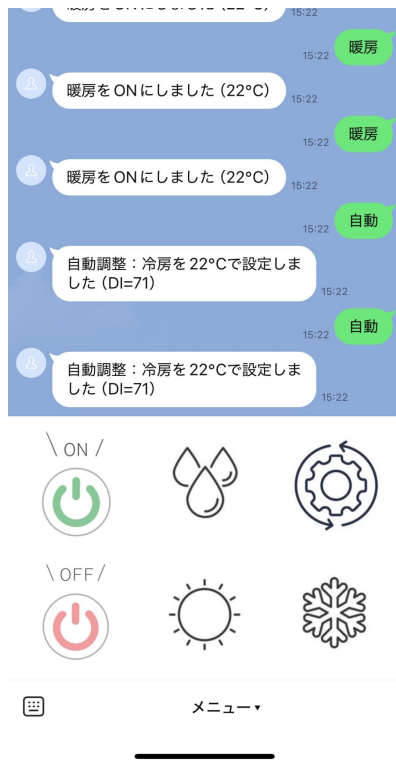 15:22
暖房
15:22
暖房をONにしました (22°C)
15:22
暖房
15:22
暖房をONにしました (22°C)
15:22
自動
15:22
自動調整：冷房を22°Cで設定しま
した (DI=71)
15:22
自動
15:22
自動調整：冷房を22°Cで設定しま
した (DI=71)
15:22
\ ON /
\ OFF /
メニュー ▾